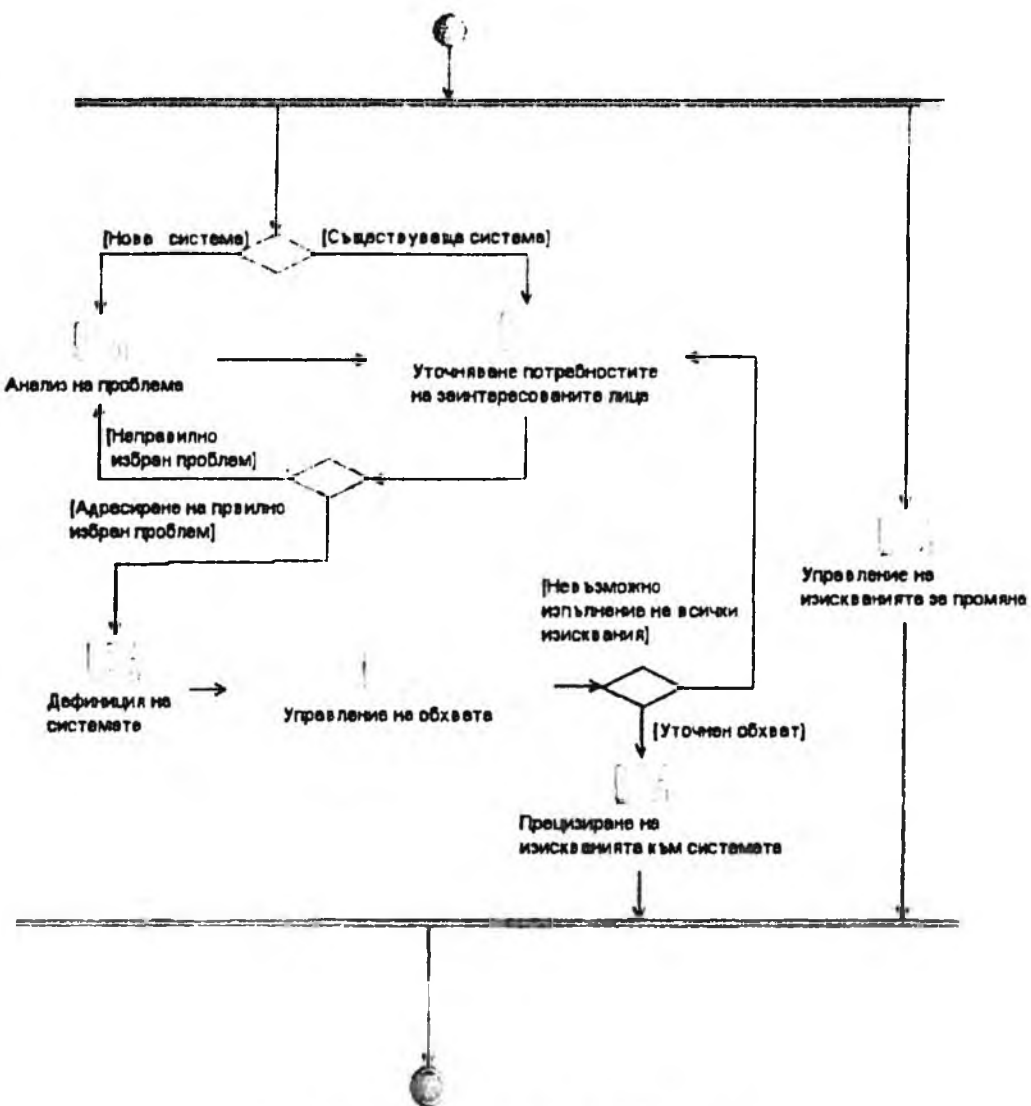 [Нова система]
[Съществуваща система]
Анализ на проблема
Уточняване потребностите
на заинтересованите лица
[Неправилно
избран проблем]
[Адресиране на првилно
избран проблем]
Управление на
изискванията за промяна
[Невъзможно
изпълнение на всички
изисквания]
Дефиниция на
системата
Управление на обхвата
[Уточнен обхват]
Прецизиране на
изискванията към системата